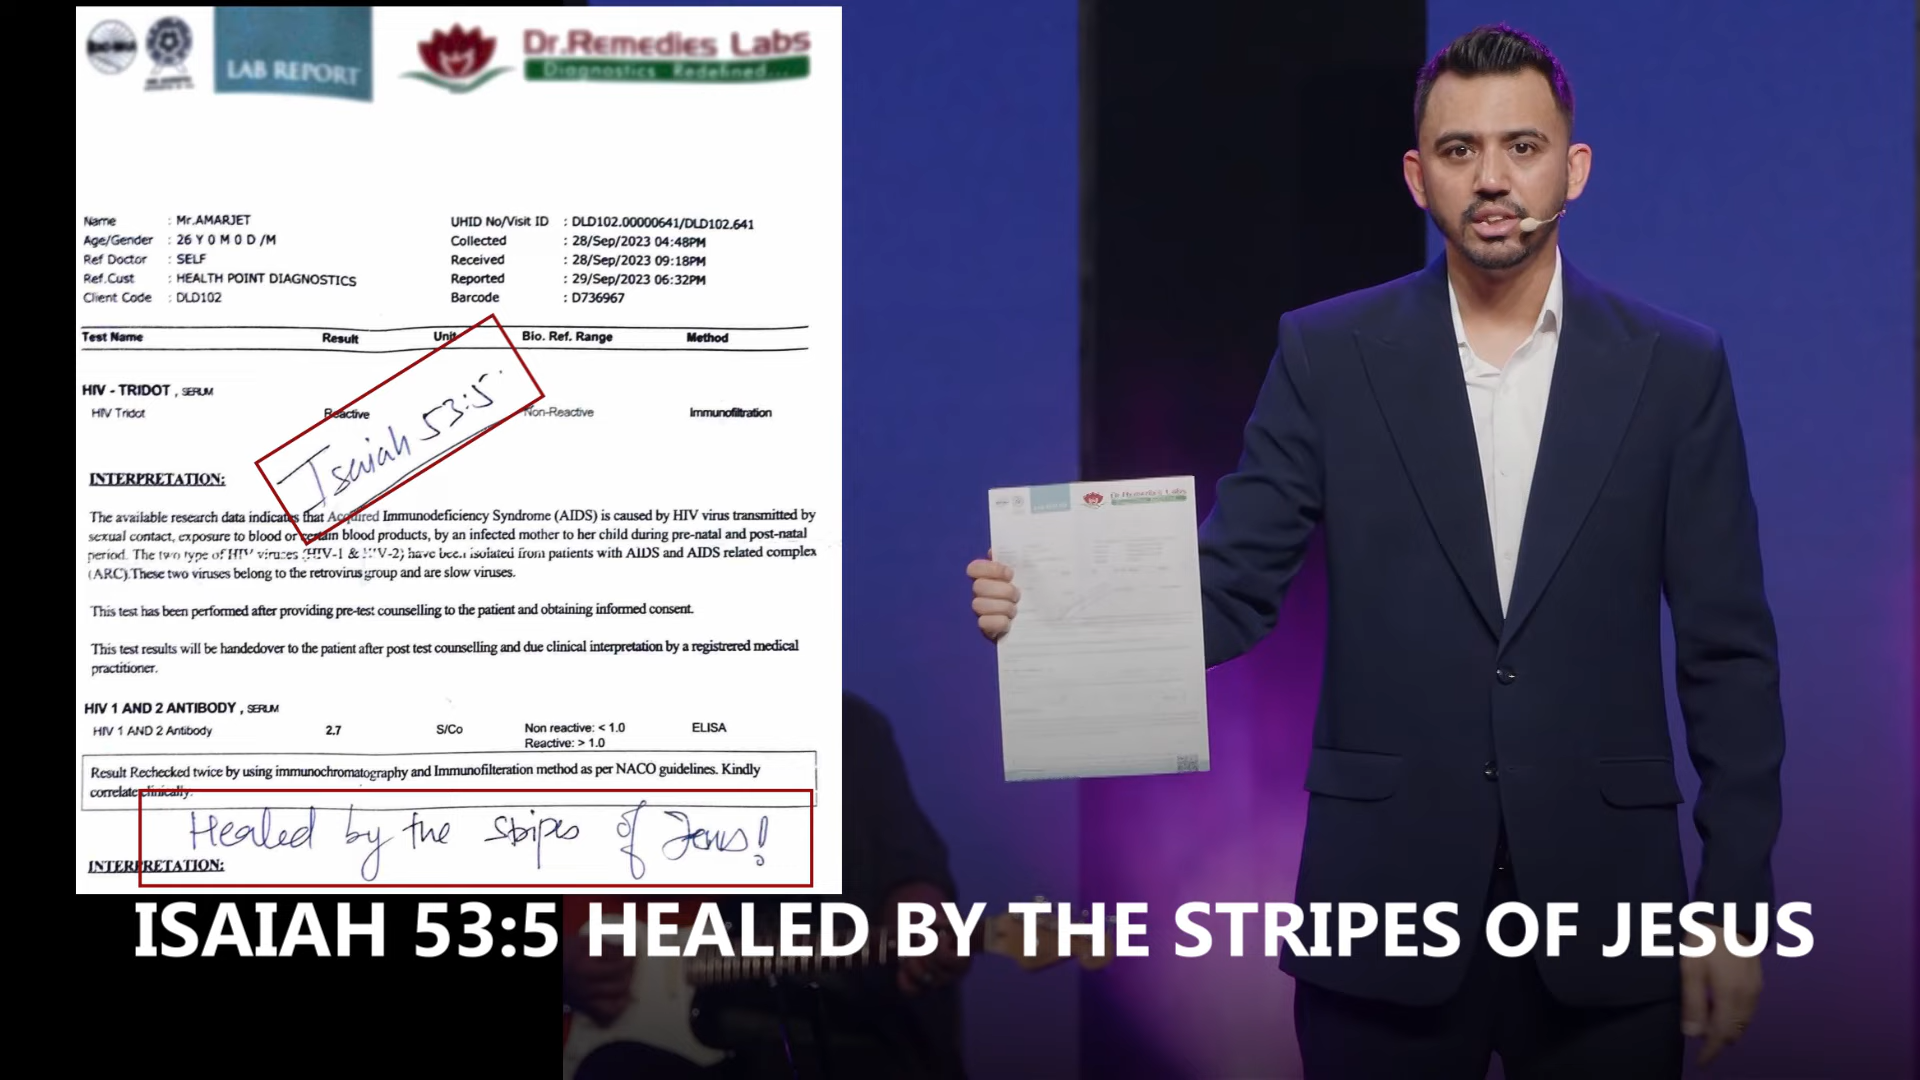 LAB REPORT
Dr.Remedies Labs
Diagnostics Redefined...
Name : Mr.AMARJET
Age/Gender : 26 Y 0 M 0 D /M
Ref Doctor : SELF
Ref.Cust : HEALTH POINT DIAGNOSTICS
Client Code : DLD102
UHID No/Visit ID : DLD102.00000641/DLD102.641
Collected : 28/Sep/2023 04:48PM
Received : 28/Sep/2023 09:18PM
Reported : 29/Sep/2023 06:32PM
Barcode : D736967
Test Name Result Unit Bio. Ref. Range Method
HIV - TRIDOT , SERUM
HIV Tridot Reactive Non-Reactive Immunofiltration
Isaiah 53:5
INTERPRETATION:
The available research data indicates that Acquired Immunodeficiency Syndrome (AIDS) is caused by HIV virus transmitted by
sexual contact, exposure to blood or certain blood products, by an infected mother to her child during pre-natal and post-natal
period. The two type of HIV viruses (HIV-1 & HIV-2) have been isolated from patients with AIDS and AIDS related complex
(ARC).These two viruses belong to the retrovirus group and are slow viruses.
This test has been performed after providing pre-test counselling to the patient and obtaining informed consent.
This test results will be handedover to the patient after post test counselling and due clinical interpretation by a registrered medical
practitioner.
HIV 1 AND 2 ANTIBODY , SERUM
HIV 1 AND 2 Antibody 2.7 S/Co Non reactive: < 1.0 ELISA
Reactive: > 1.0
Result Rechecked twice by using immunochromatography and Immunofilteration method as per NACO guidelines. Kindly
correlate clinically.
Healed by the stripes of Jesus!
INTERPRETATION:
LAB REPORT
Dr.Remedies Labs
ISAIAH 53:5 HEALED BY THE STRIPES OF JESUS